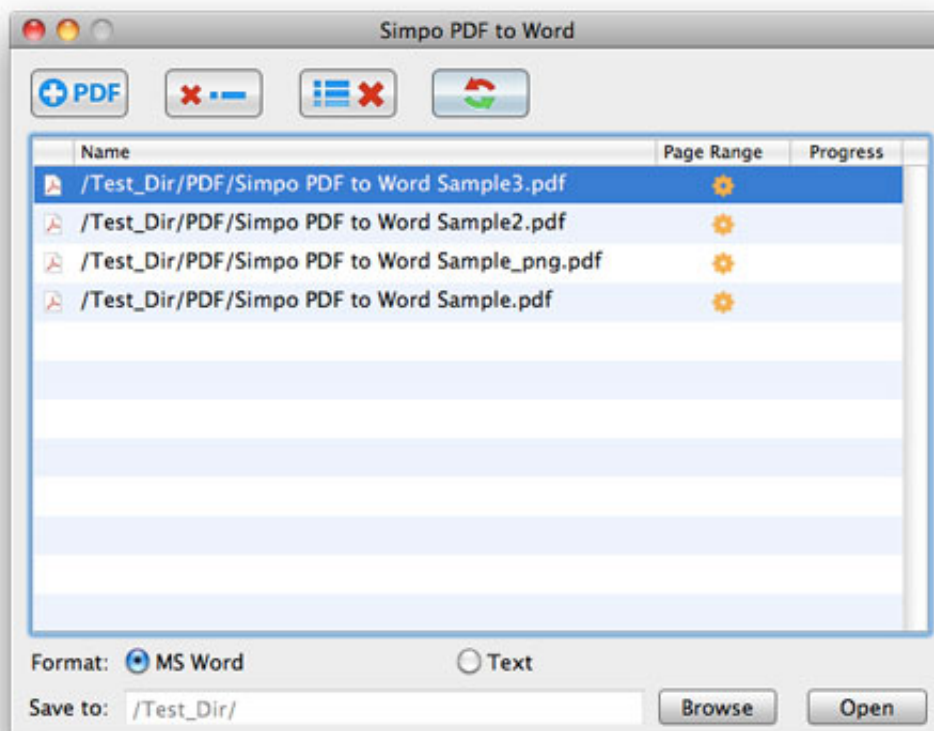 Simpo PDF to Word
PDF
Name Page Range Progress
/Test_Dir/PDF/Simpo PDF to Word Sample3.pdf
/Test_Dir/PDF/Simpo PDF to Word Sample2.pdf
/Test_Dir/PDF/Simpo PDF to Word Sample_png.pdf
/Test_Dir/PDF/Simpo PDF to Word Sample.pdf
Format: MS Word Text
Save to: /Test_Dir/ Browse Open